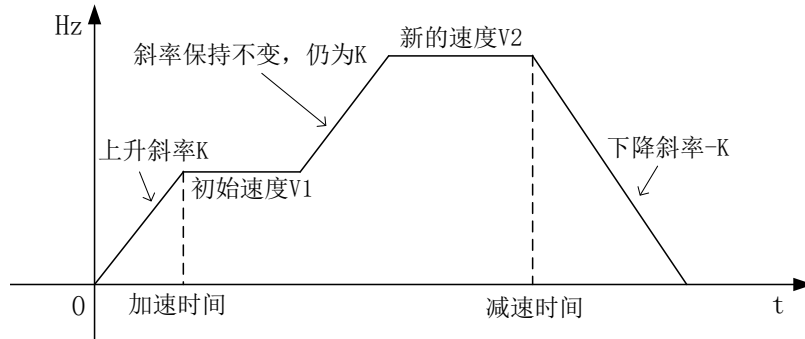 Hz
新的速度V2
斜率保持不变，仍为K
上升斜率K
下降斜率-K
初始速度V1
0
加速时间
减速时间
t